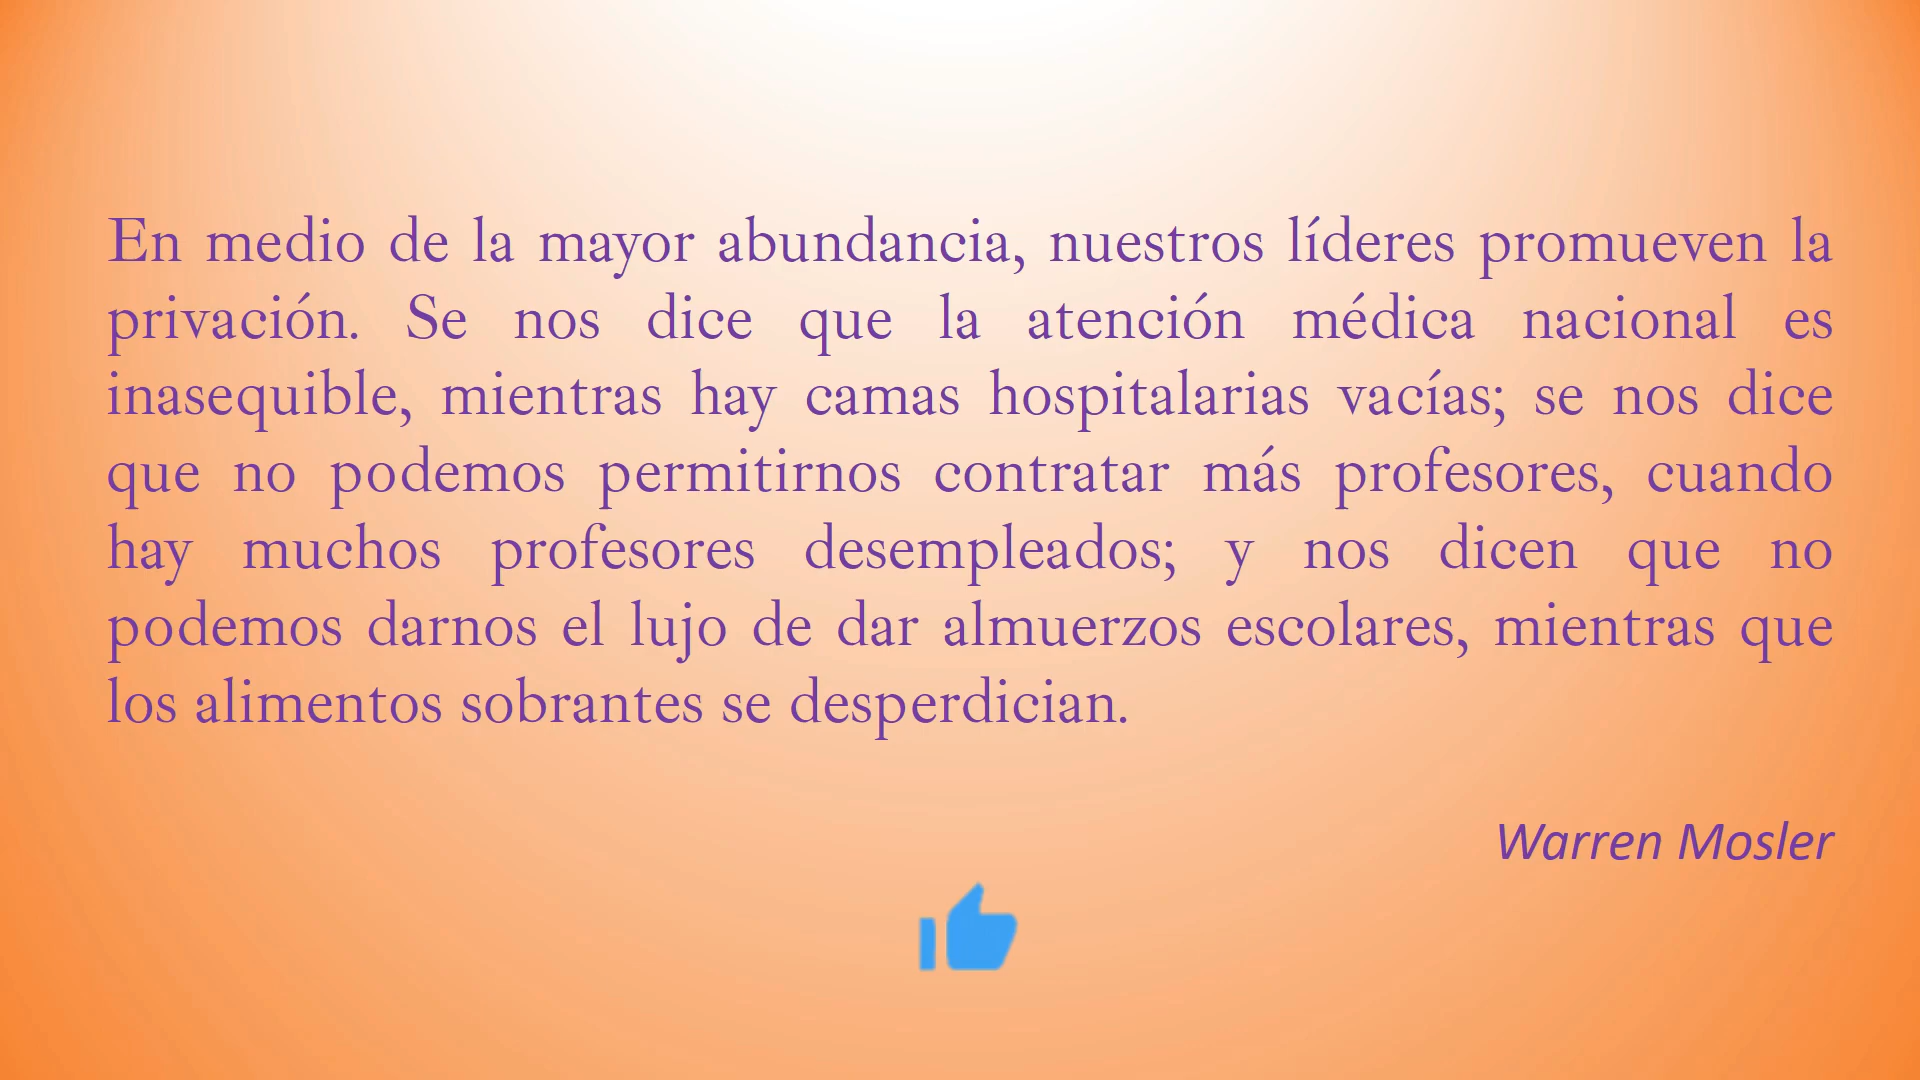 En medio de la mayor abundancia, nuestros líderes promueven la
privación. Se nos dice que la atención médica nacional es
inasequible, mientras hay camas hospitalarias vacías; se nos dice
que no podemos permitirnos contratar más profesores, cuando
hay muchos profesores desempleados; y nos dicen que no
podemos darnos el lujo de dar almuerzos escolares, mientras que
los alimentos sobrantes se desperdician.
Warren Mosler